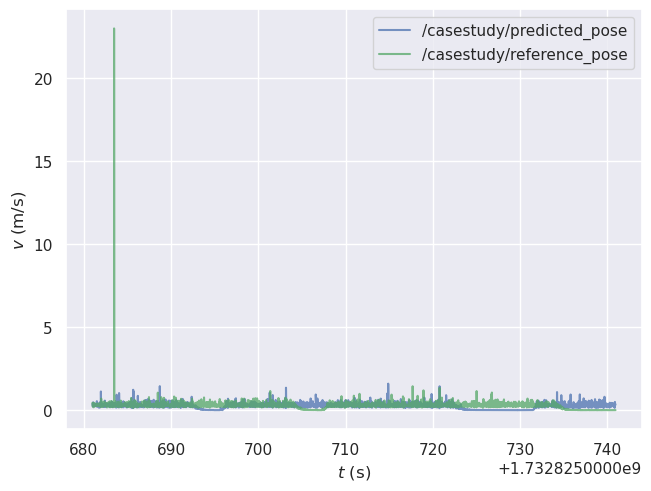 /casestudy/predicted_pose
/casestudy/reference_pose
20
15
10
5
0
v (m/s)
680 690 700 710 720 730 740
t (s)
+1.7328250000e9